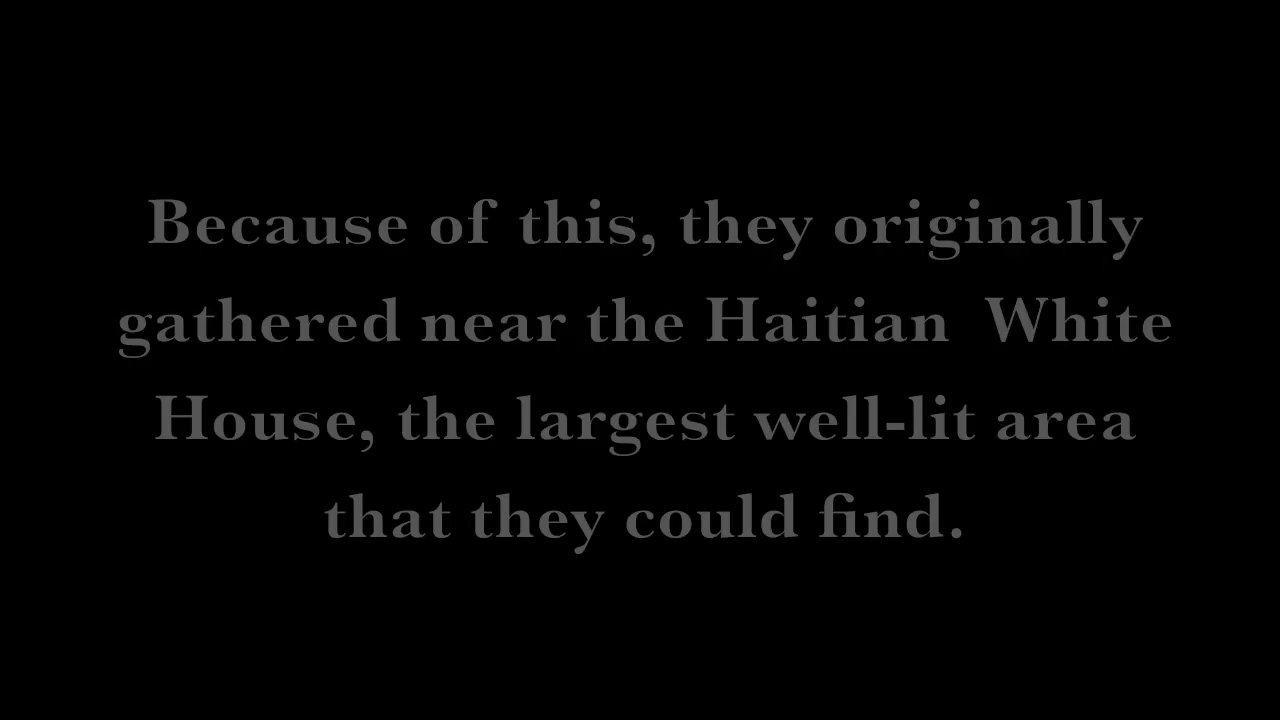 Because of this, they originally
gathered near the Haitian White
House, the largest well-lit area
that they could find.